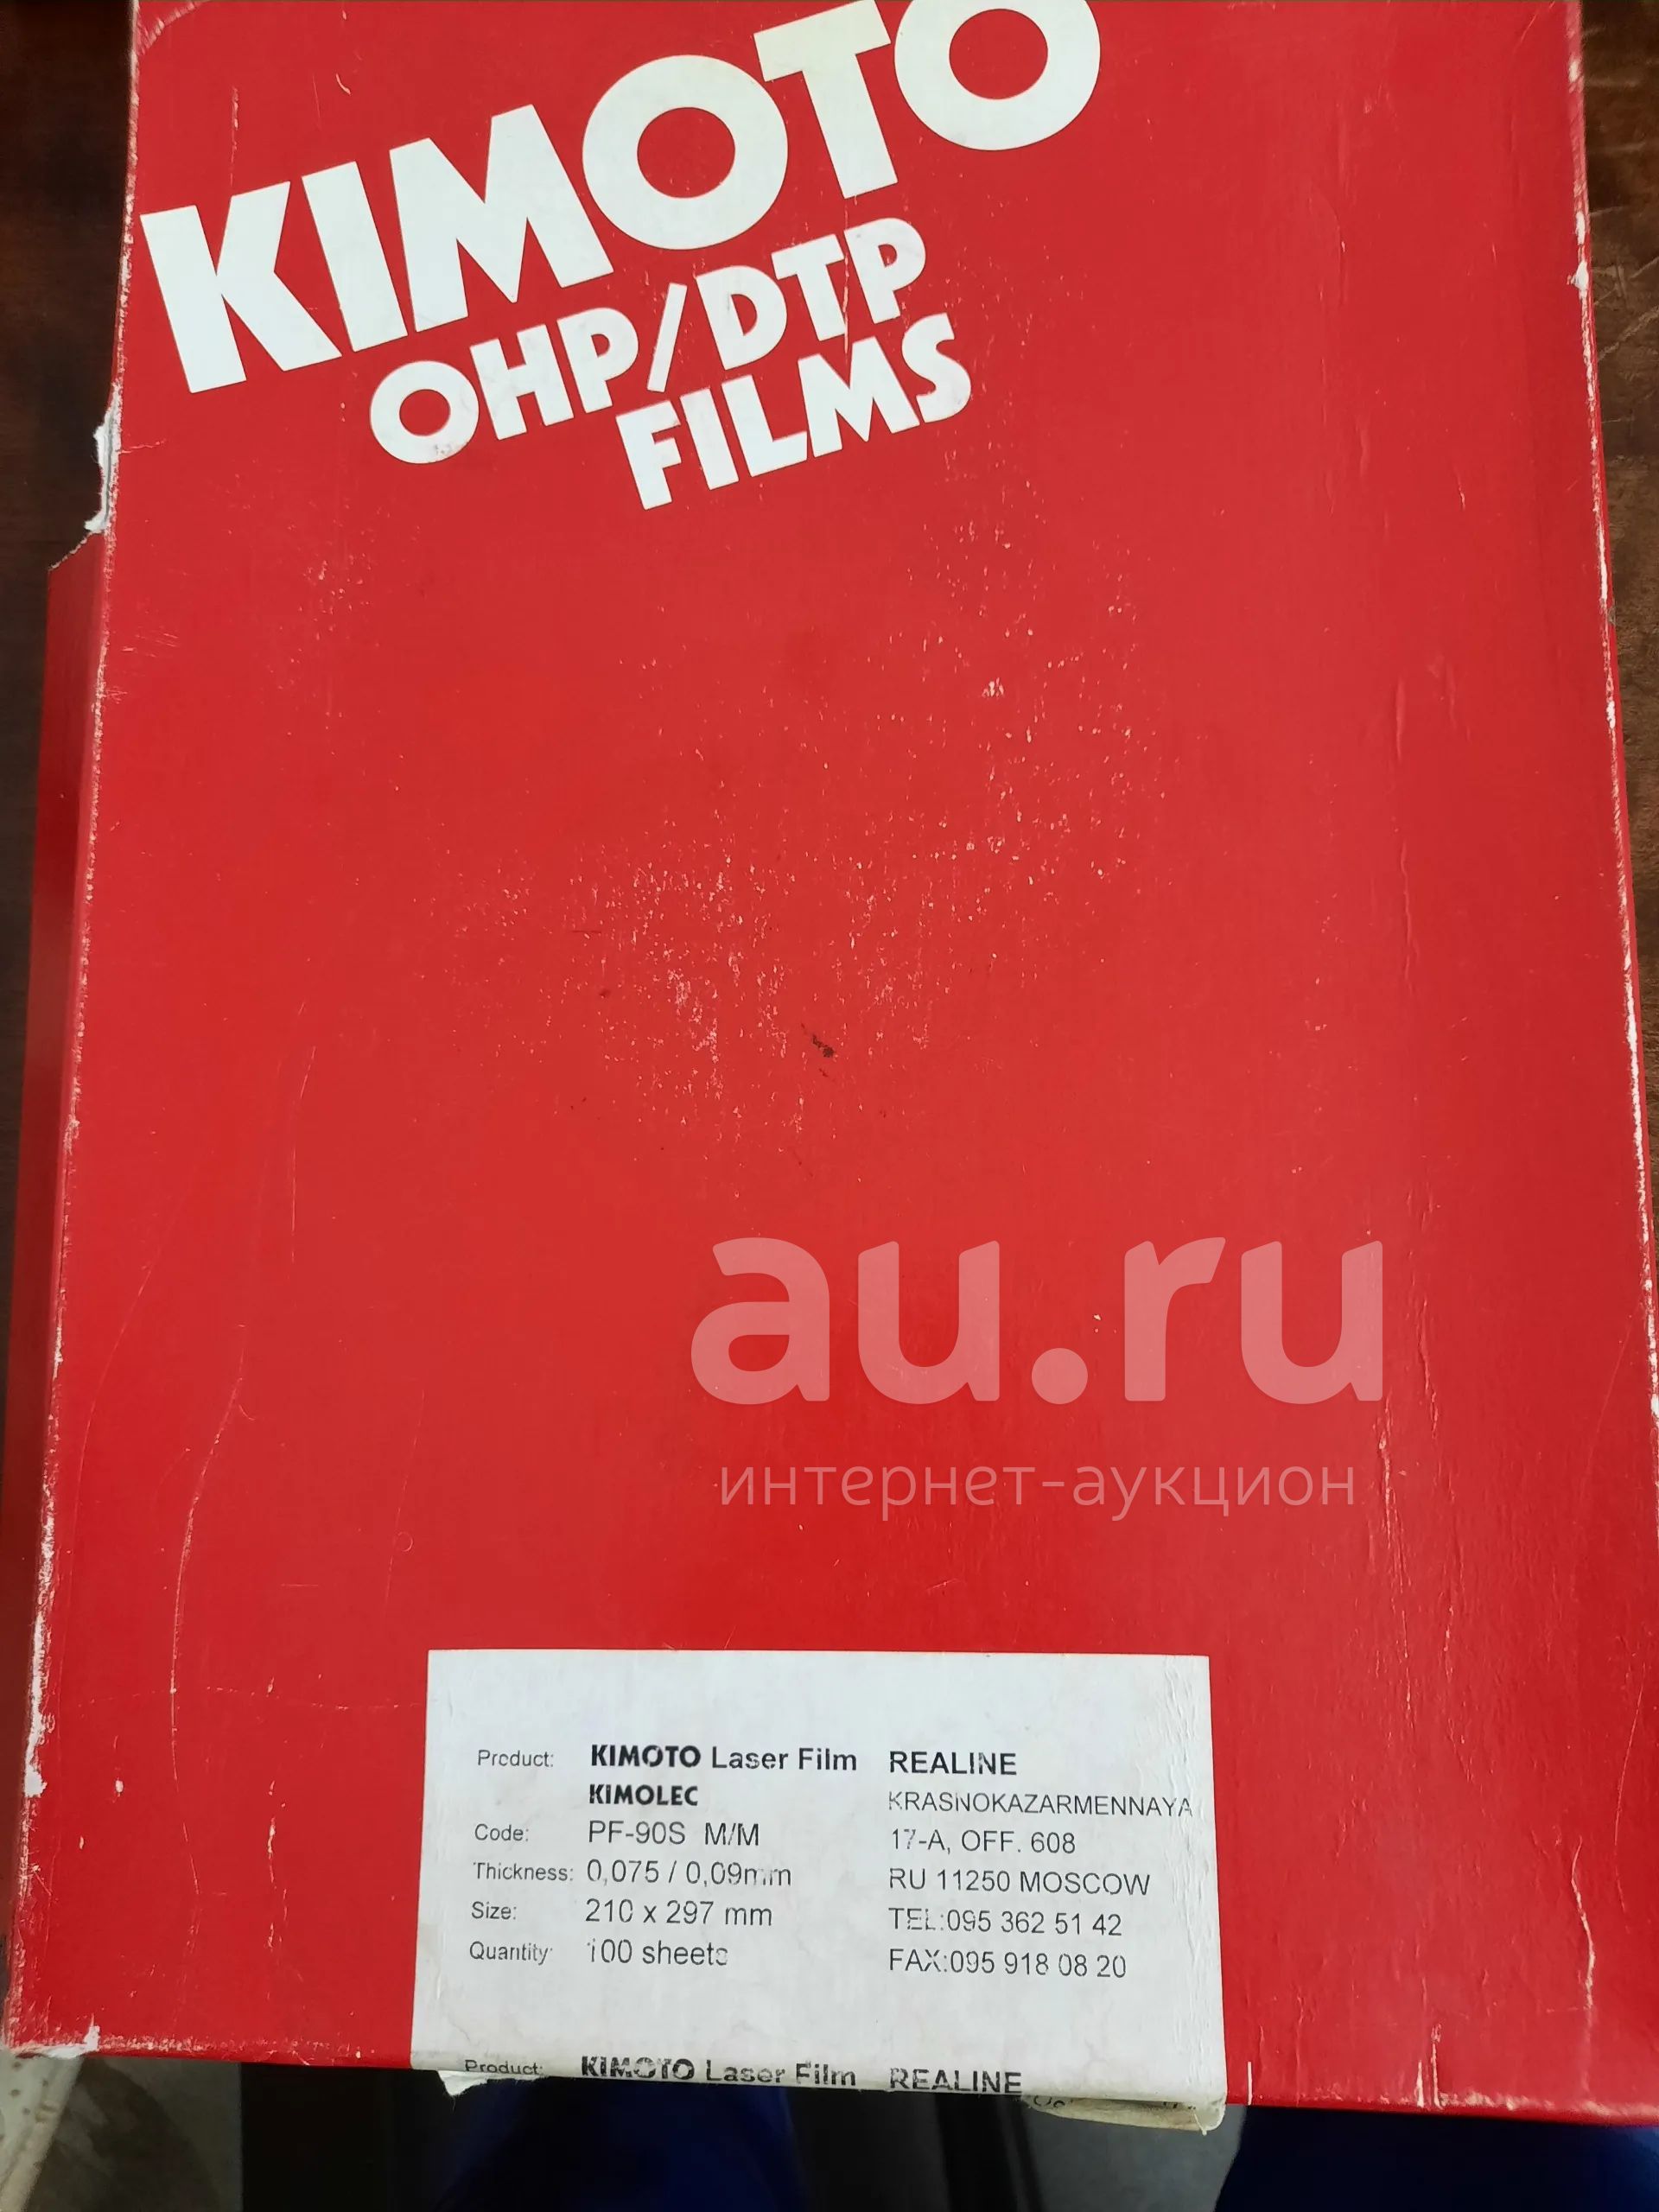 KIMOTO
OHP/DTP
FILMS
au.ru
интернет-аукцион
Product: KIMOTO Laser Film
KIMOLEC
Code: PF-90S M/M
Thickness: 0,075 / 0,09mm
Size: 210 x 297 mm
Quantity: 100 sheets
REALINE
KRASNOKAZARMENNAYA
17-A, OFF. 608
RU 11250 MOSCOW
TEL:095 362 51 42
FAX:095 918 08 20
Product: KIMOTO Laser Film REALINE